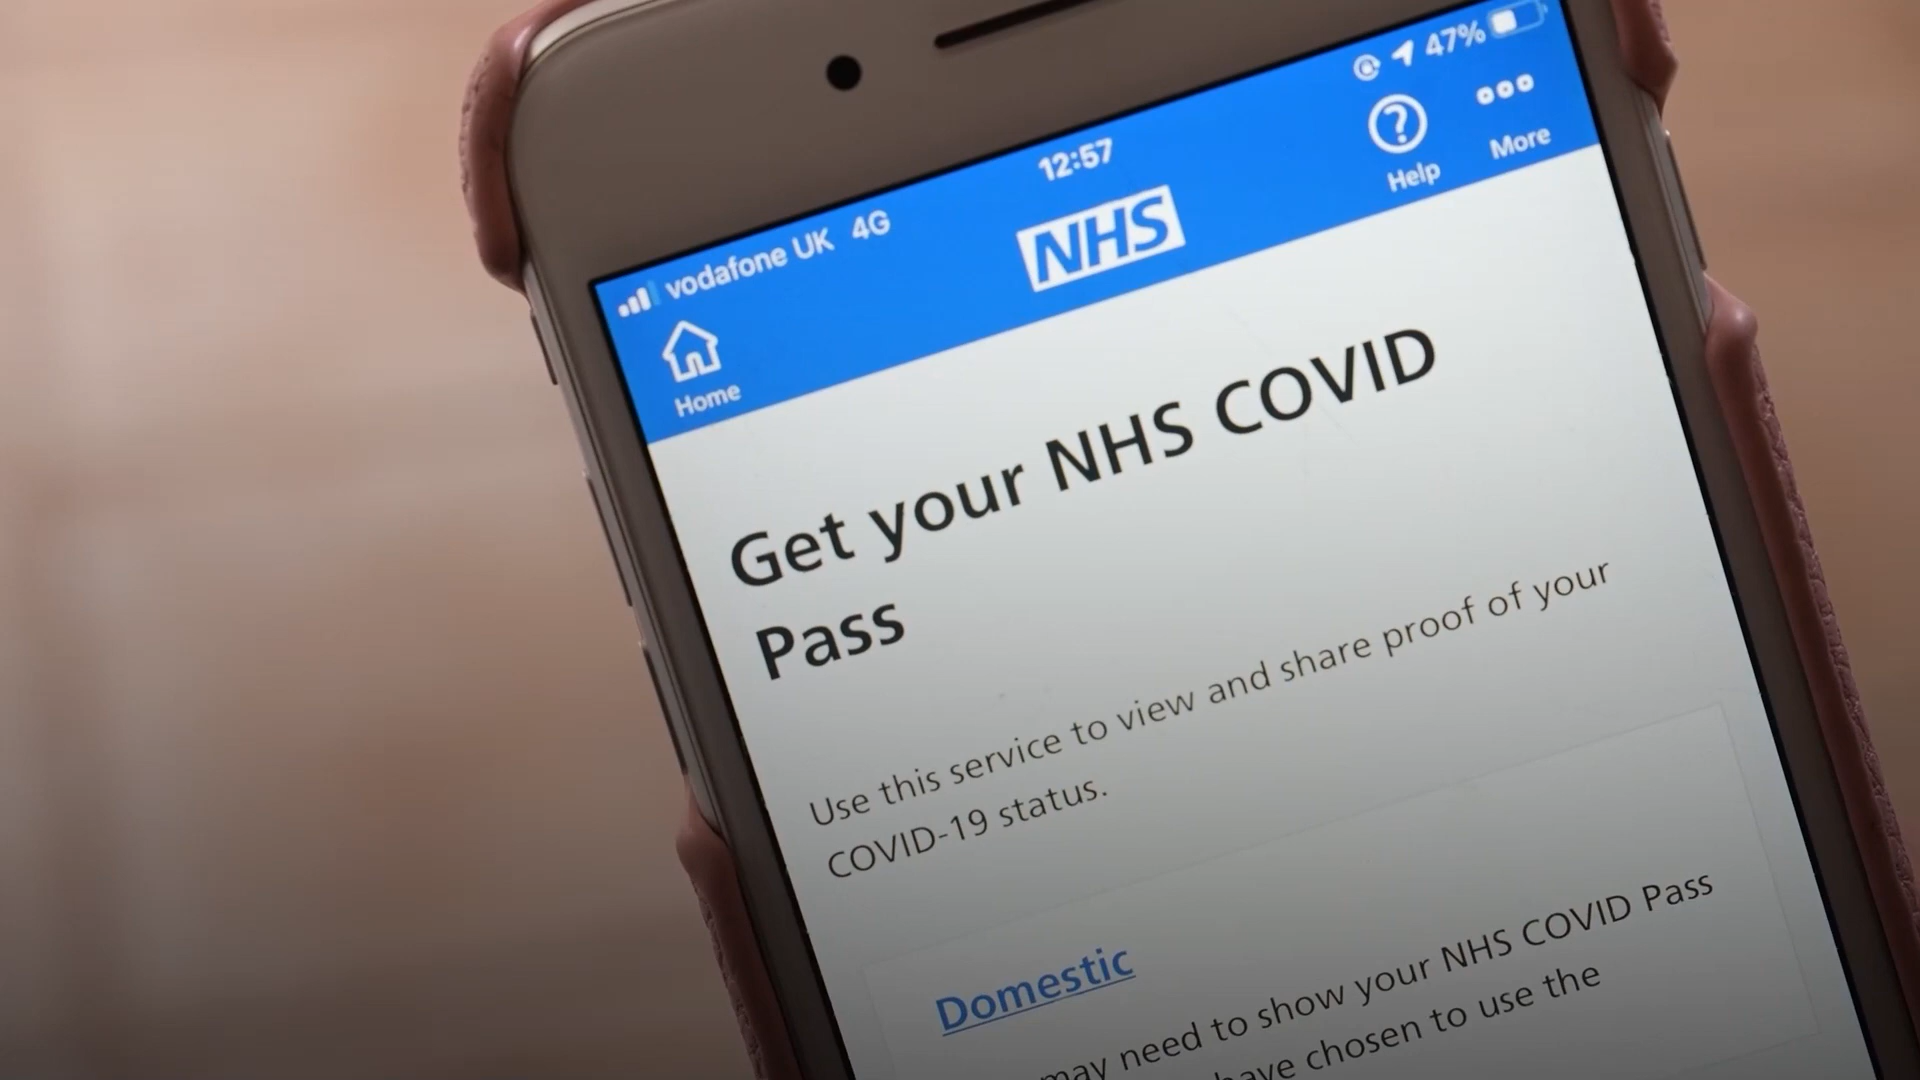 vodafone UK 4G 12:57 47%
Home NHS Help More
Get your NHS COVID
Pass
Use this service to view and share proof of your
COVID-19 status.
Domestic
may need to show your NHS COVID Pass
have chosen to use the